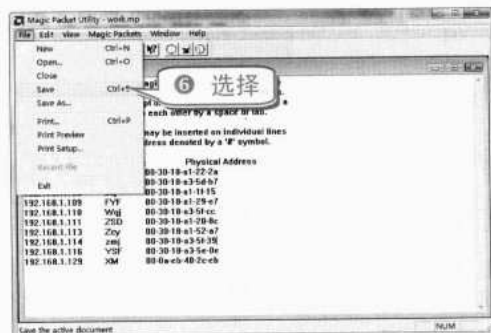 Magic Packet Utility - work.mp
File Edit View Magic Packets Window Help
New Ctrl+N
Open... Ctrl+O
Close
Save Ctrl+S
Save As...
Print... Ctrl+P
Print Preview
Print Setup...
Recent File
Exit
❻ 选择
each other by a space or tab.
may be inserted on individual lines
denoted by a '#' symbol.
Physical Address
00-30-18-a1-22-2a
00-30-18-a3-5d-b7
00-30-18-a1-1f-15
192.168.1.109 FYF 00-30-18-a1-29-e7
192.168.1.110 Wqj 00-30-18-a3-5f-cc
192.168.1.111 ZSD 00-30-18-a1-28-8c
192.168.1.113 Zcy 00-30-18-a1-52-a7
192.168.1.114 zmj 00-30-18-a3-5f-39
192.168.1.116 YSF 00-30-18-a3-5e-0e
192.168.1.129 XM 00-0a-eb-40-2c-eb
Save the active document
NUM